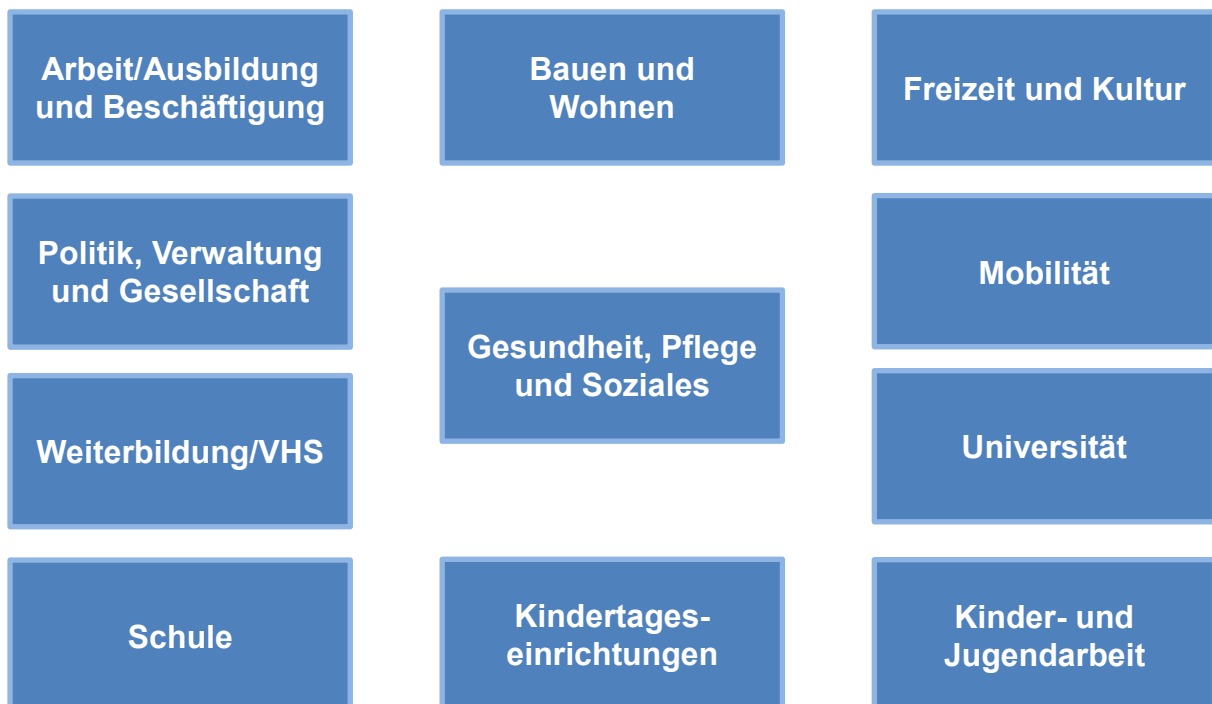 Arbeit/Ausbildung
und Beschäftigung
Bauen und
Wohnen
Freizeit und Kultur
Politik, Verwaltung
und Gesellschaft
Mobilität
Gesundheit, Pflege
und Soziales
Weiterbildung/VHS
Universität
Schule
Kindertages-
einrichtungen
Kinder- und
Jugendarbeit